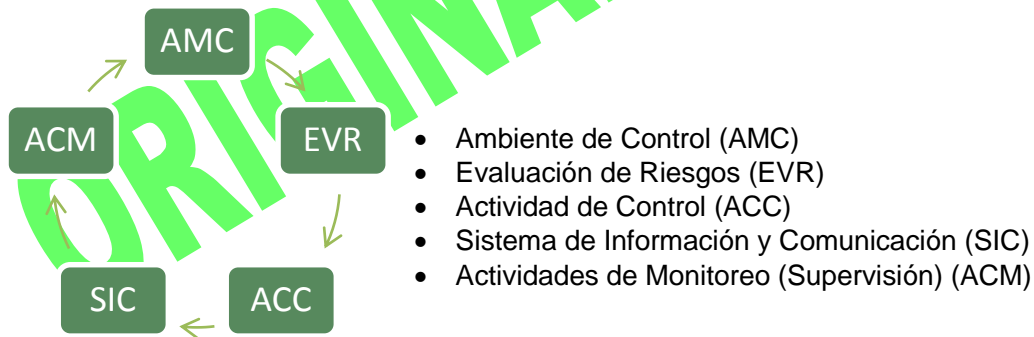 ORIGINAL
AMC
ACM
EVR
SIC
ACC
• Ambiente de Control (AMC)
• Evaluación de Riesgos (EVR)
• Actividad de Control (ACC)
• Sistema de Información y Comunicación (SIC)
• Actividades de Monitoreo (Supervisión) (ACM)